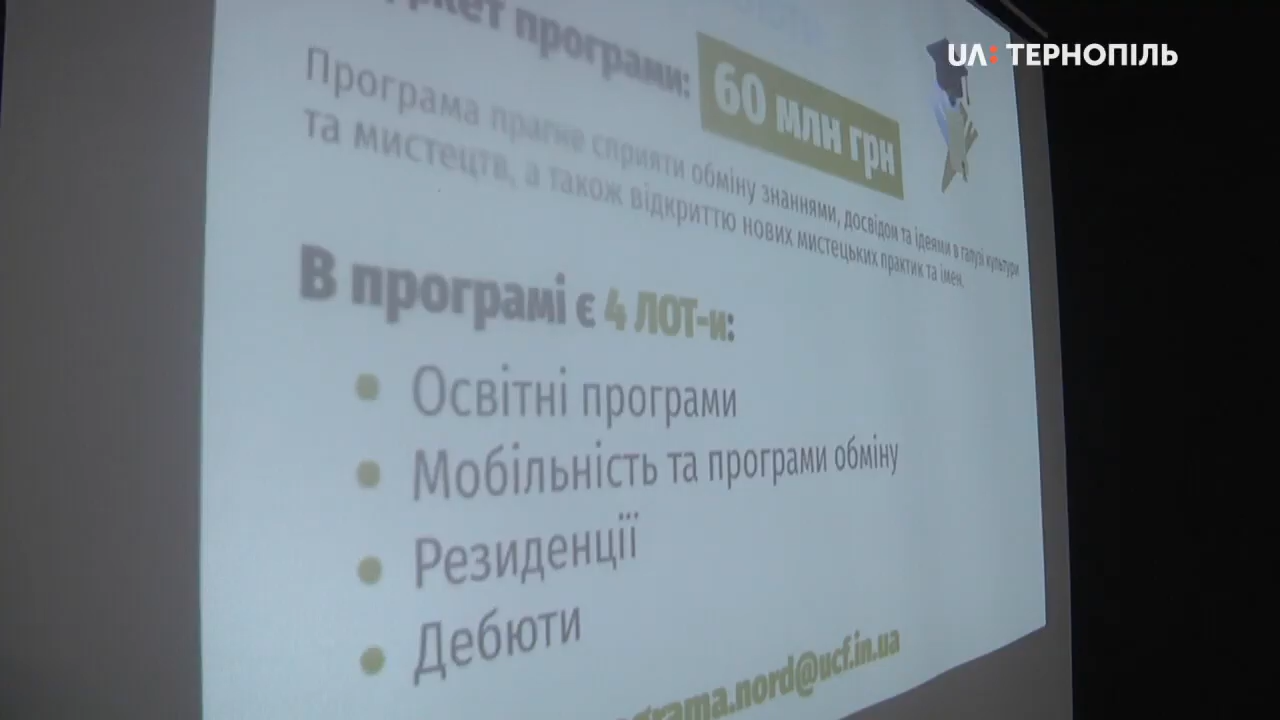 UA: ТЕРНОПІЛЬ
програми: 60 млн грн
Програма прагне сприяти обміну знаннями, досвідом та ідеями в галузі культури
та мистецтв, а також відкриттю нових мистецьких практик та імен.
В програмі є 4 ЛОТ-и:
Освітні програми
Мобільність та програми обміну
Резиденції
Дебюти
ograma.nord@ucf.in.ua